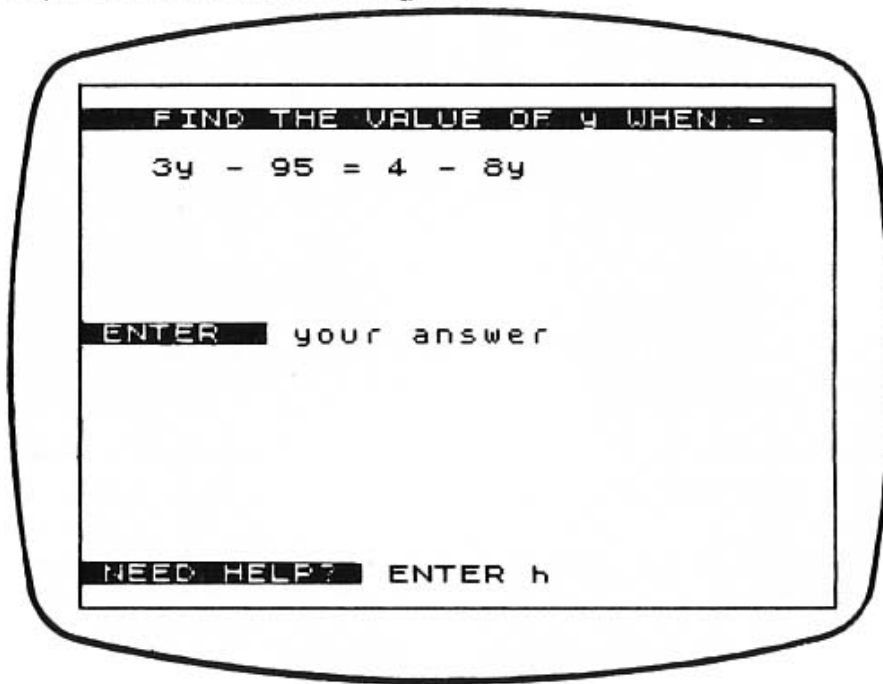 FIND THE VALUE OF y WHEN:-
3y - 95 = 4 - 8y
ENTER your answer
NEED HELP? ENTER h